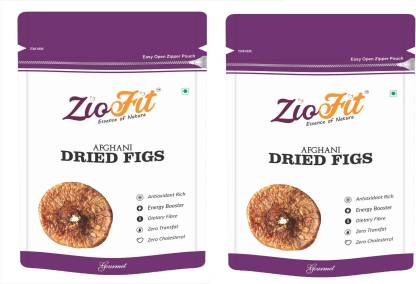 Easy Open Zipper Pouch
ZioFit
Essence of Nature
AFGHANI
DRIED FIGS
Antioxidant Rich
Energy Booster
Dietary Fibre
Zero Transfat
Zero Cholesterol
Gourmet
Easy Open Zipper Pouch
ZioFit
Essence of Nature
AFGHANI
DRIED FIGS
Antioxidant Rich
Energy Booster
Dietary Fibre
Zero Transfat
Zero Cholesterol
Gourmet